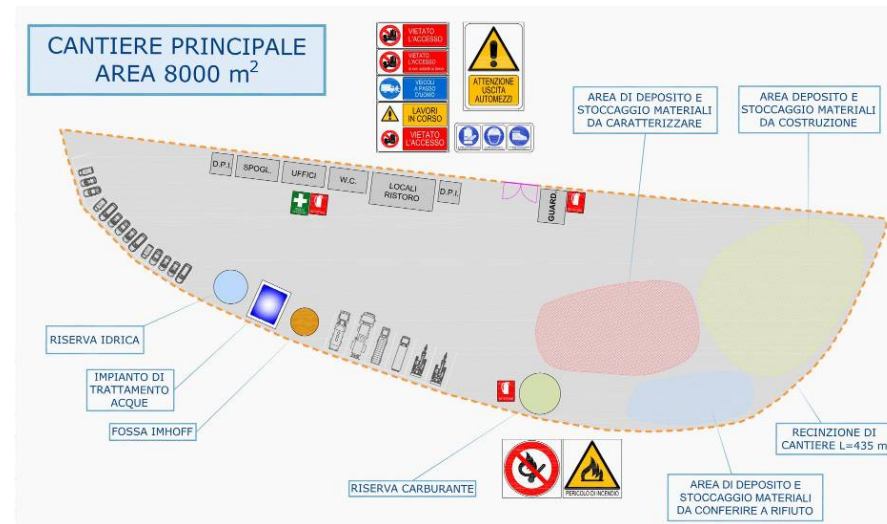 CANTIERE PRINCIPALE
AREA 8000 m²
VIETATO
L'ACCESSO
VIETATO
L'ACCESSO
VEICOLI
A PASSO
D'UOMO
LAVORI
IN CORSO
VIETATO
L'ACCESSO
ATTENZIONE
USCITA
AUTOMEZZI
AREA DI DEPOSITO E
STOCCAGGIO MATERIALI
DA CARATTERIZZARE
AREA DEPOSITO E
STOCCAGGIO MATERIALI
DA COSTRUZIONE
D.P.I.
SPOGL.
UFFICI
W.C.
LOCALI
RISTORO
D.P.I.
GUARD
RISERVA IDRICA
IMPIANTO DI
TRATTAMENTO
ACQUE
FOSSA IMHOFF
RISERVA CARBURANTE
PERICOLO DI INCENDIO
AREA DI DEPOSITO E
STOCCAGGIO MATERIALI
DA CONFERIRE A RIFIUTO
RECINZIONE DI
CANTIERE L=435 m